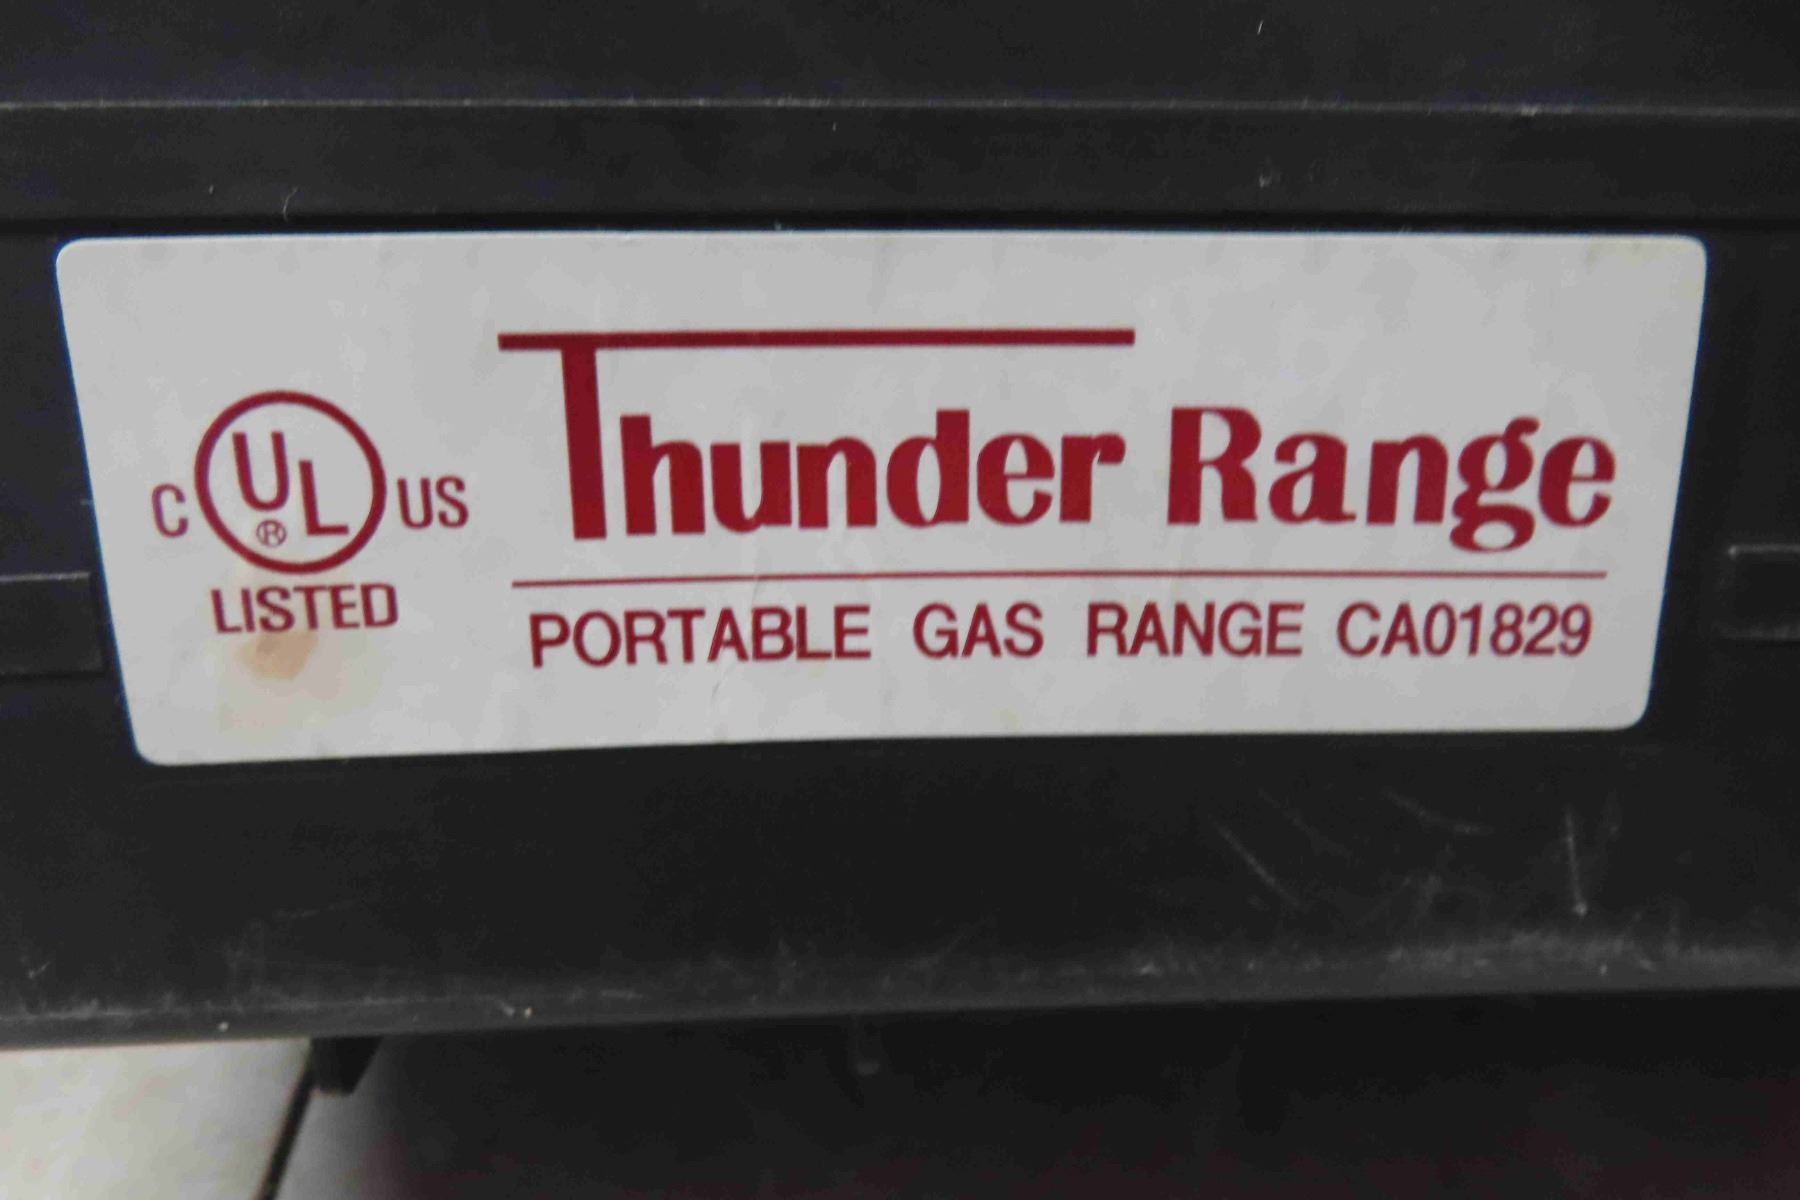 Thunder Range
C UL® US
LISTED
PORTABLE GAS RANGE CA01829